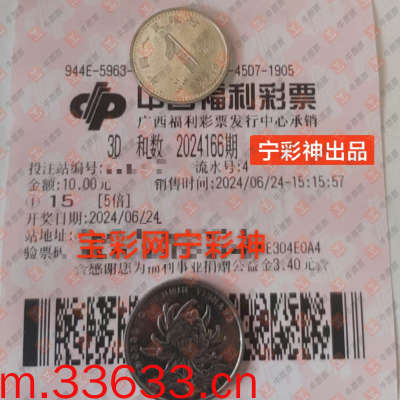 944E-5963-
-45D7-1905
中国福利彩票
广西福利彩票发行中心承销
3D 和数 2024166期
宁彩神出品
投注站编号:
流水号:4
金额:10.00元
销售时间:2024/06/24-15:15:57
① 15 [5倍]
开奖日期:2024/06/24
站地址:
宝彩网宁彩神
验票码
E304E0A4
感谢您为福利事业捐赠公益金3.40元
m.33633.cn